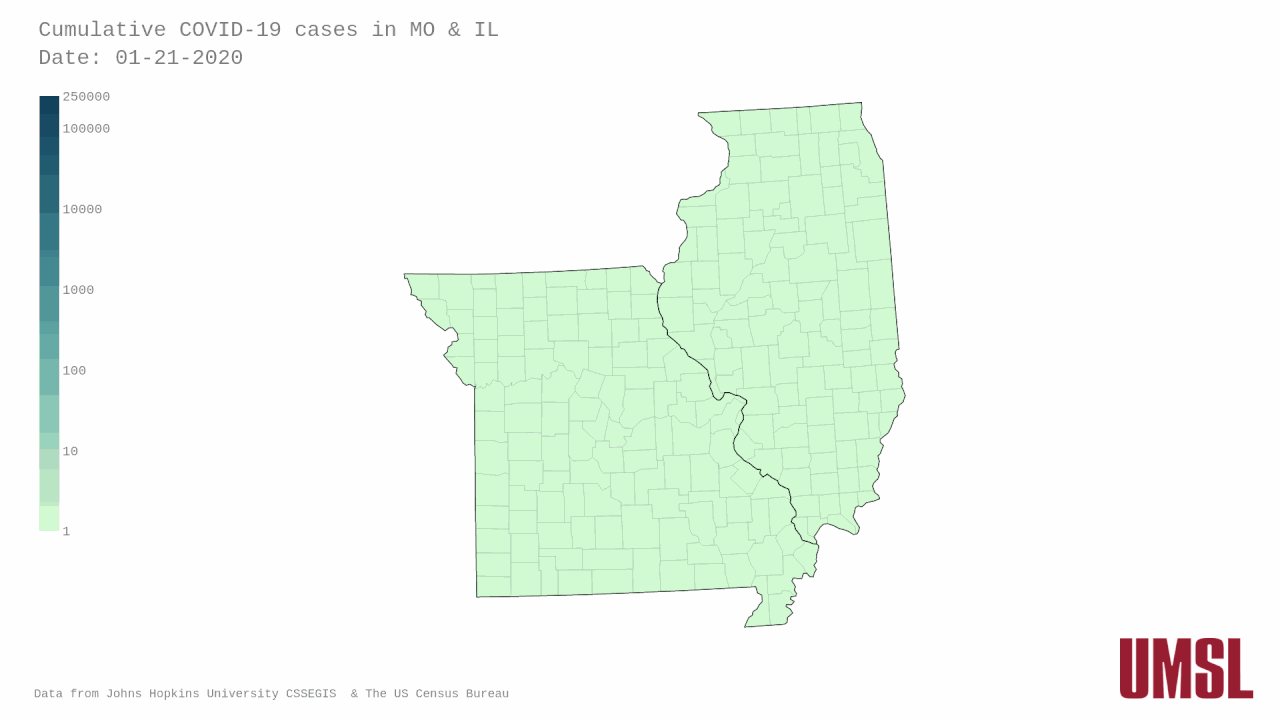 Cumulative COVID-19 cases in MO & IL
Date: 01-21-2020
250000
100000
10000
1000
100
10
1
Data from Johns Hopkins University CSSEGIS  & The US Census Bureau
UMSL